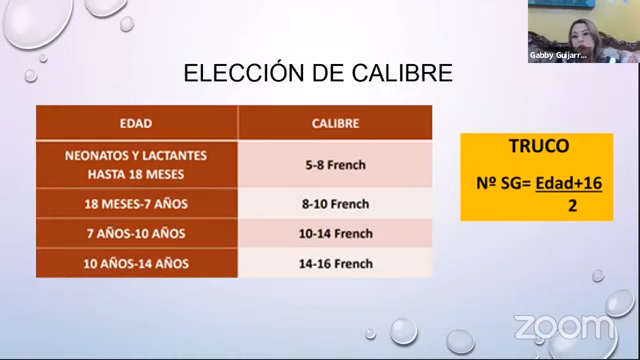 Gabby Guijarr...
ELECCIÓN DE CALIBRE
EDAD CALIBRE
NEONATOS Y LACTANTES
HASTA 18 MESES 5-8 French
18 MESES-7 AÑOS 8-10 French
7 AÑOS-10 AÑOS 10-14 French
10 AÑOS-14 AÑOS 14-16 French
TRUCO
Nº SG= Edad+16
2
zoom